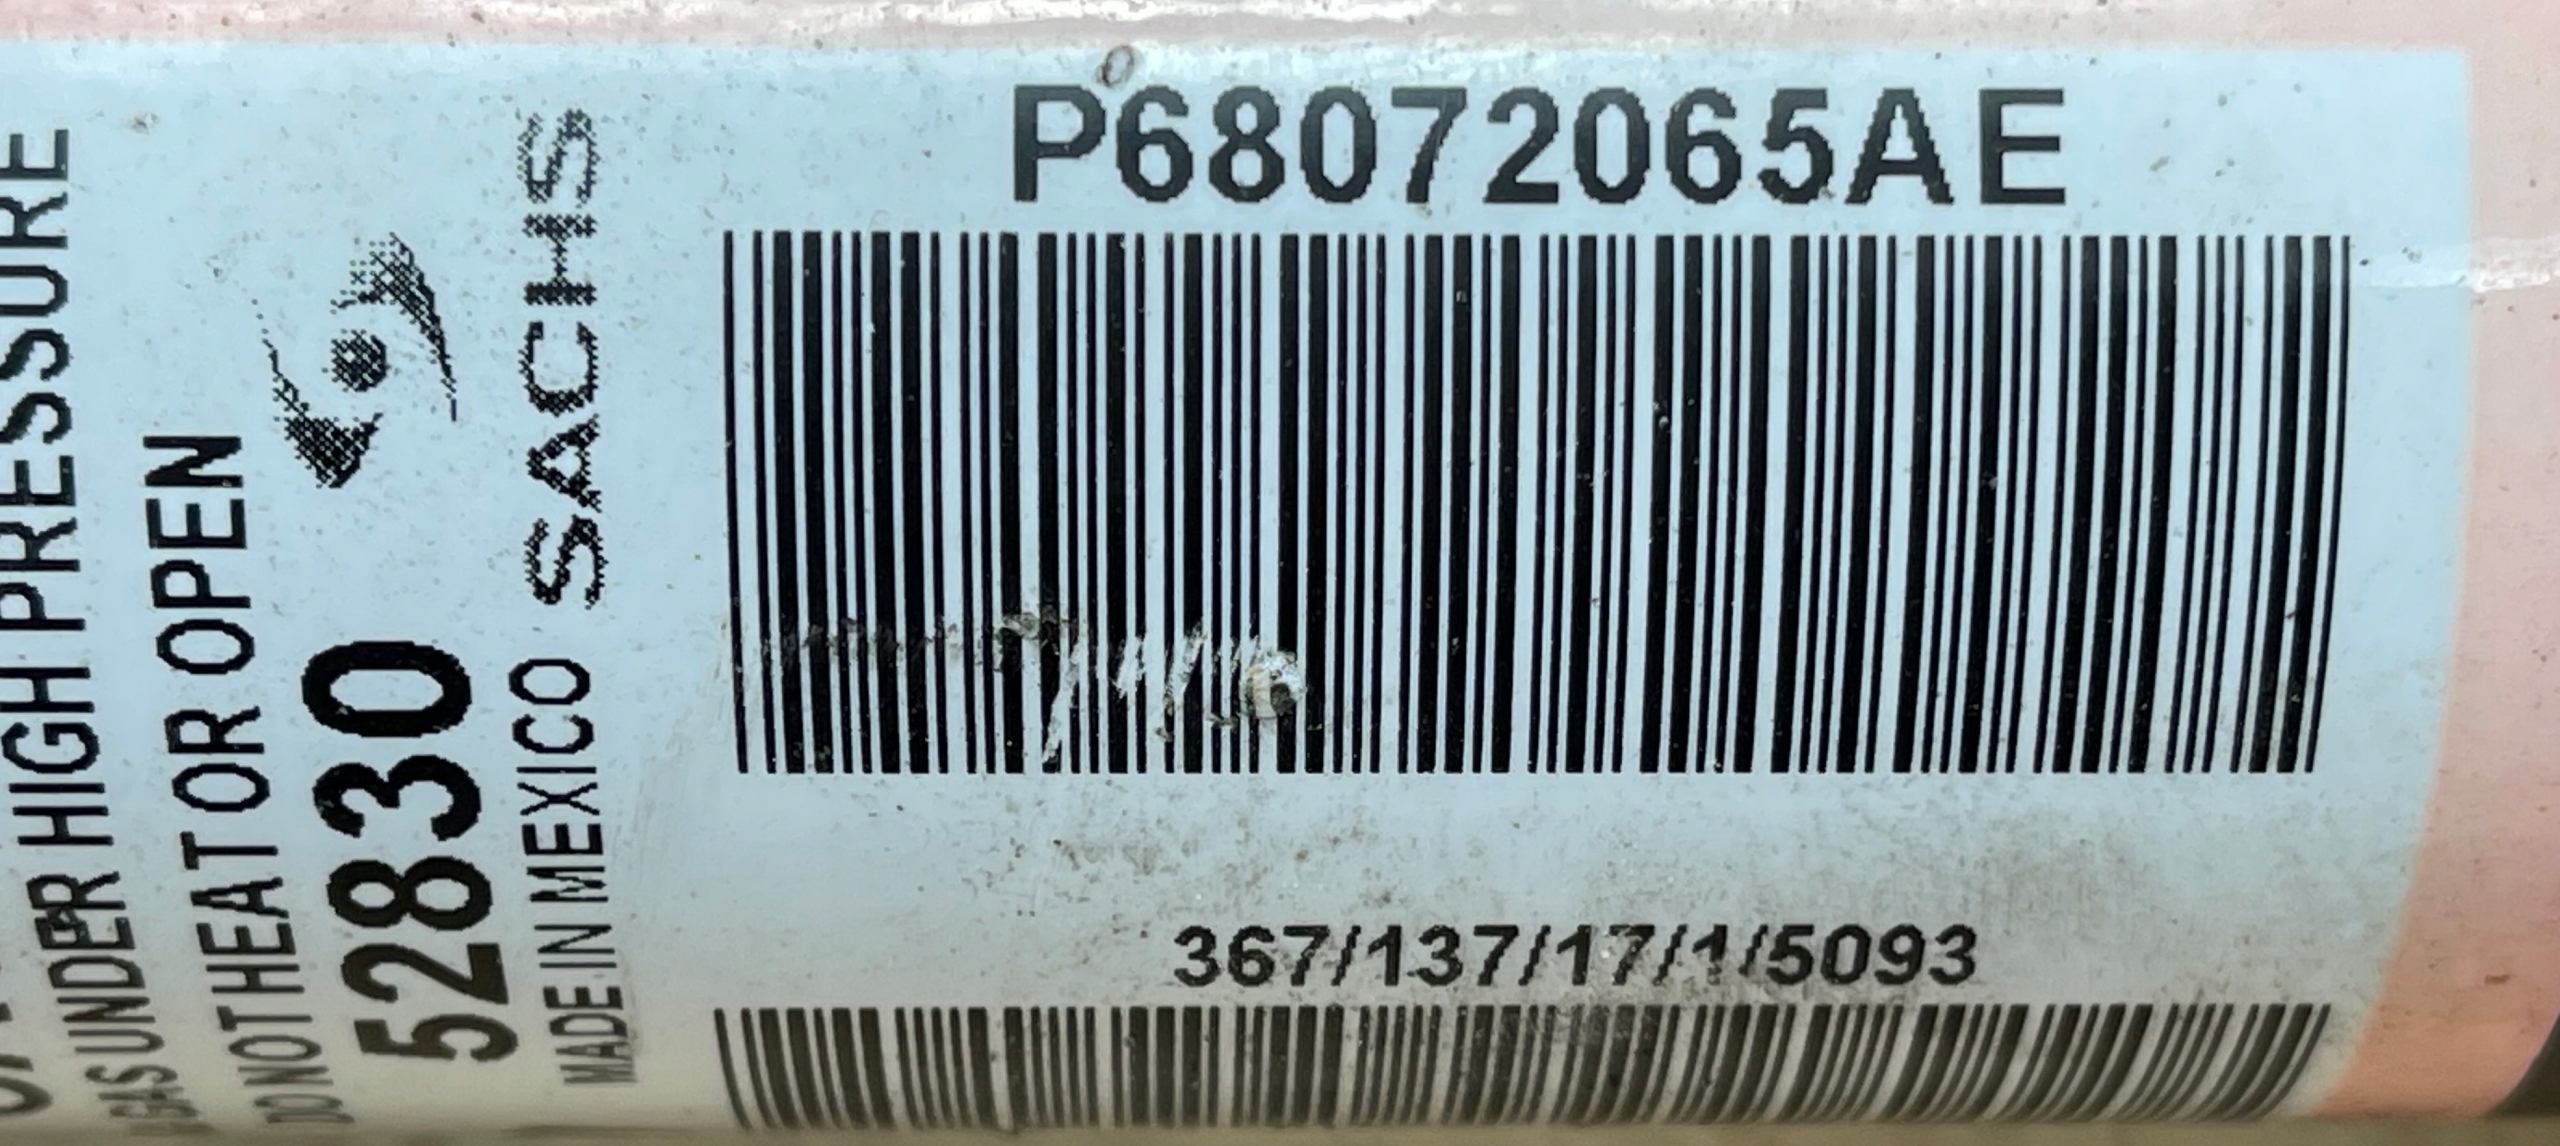 GAS UNDER HIGH PRESSURE
DO NOT HEAT OR OPEN
52830
SACHS
MADE IN MEXICO
P68072065AE
367/137/17/1/5093